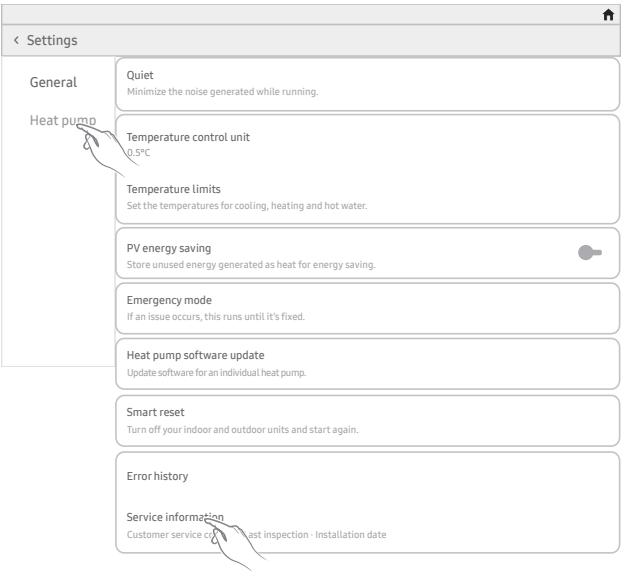 < Settings
General
Heat pump
Quiet
Minimize the noise generated while running.
Temperature control unit
0.5°C
Temperature limits
Set the temperatures for cooling, heating and hot water.
PV energy saving
Store unused energy generated as heat for energy saving.
Emergency mode
If an issue occurs, this runs until it's fixed.
Heat pump software update
Update software for an individual heat pump.
Smart reset
Turn off your indoor and outdoor units and start again.
Error history
Service information
Customer service inspection · Installation date